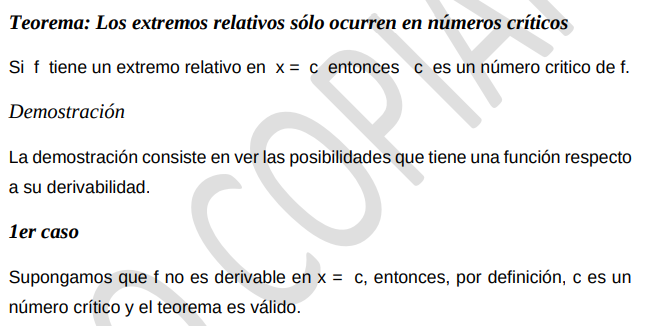 Teorema: Los extremos relativos sólo ocurren en números críticos
Si f tiene un extremo relativo en x = c entonces c es un número critico de f.
Demostración
La demostración consiste en ver las posibilidades que tiene una función respecto
a su derivabilidad.
1er caso
Supongamos que f no es derivable en x = c, entonces, por definición, c es un
número crítico y el teorema es válido.
O COPIAR